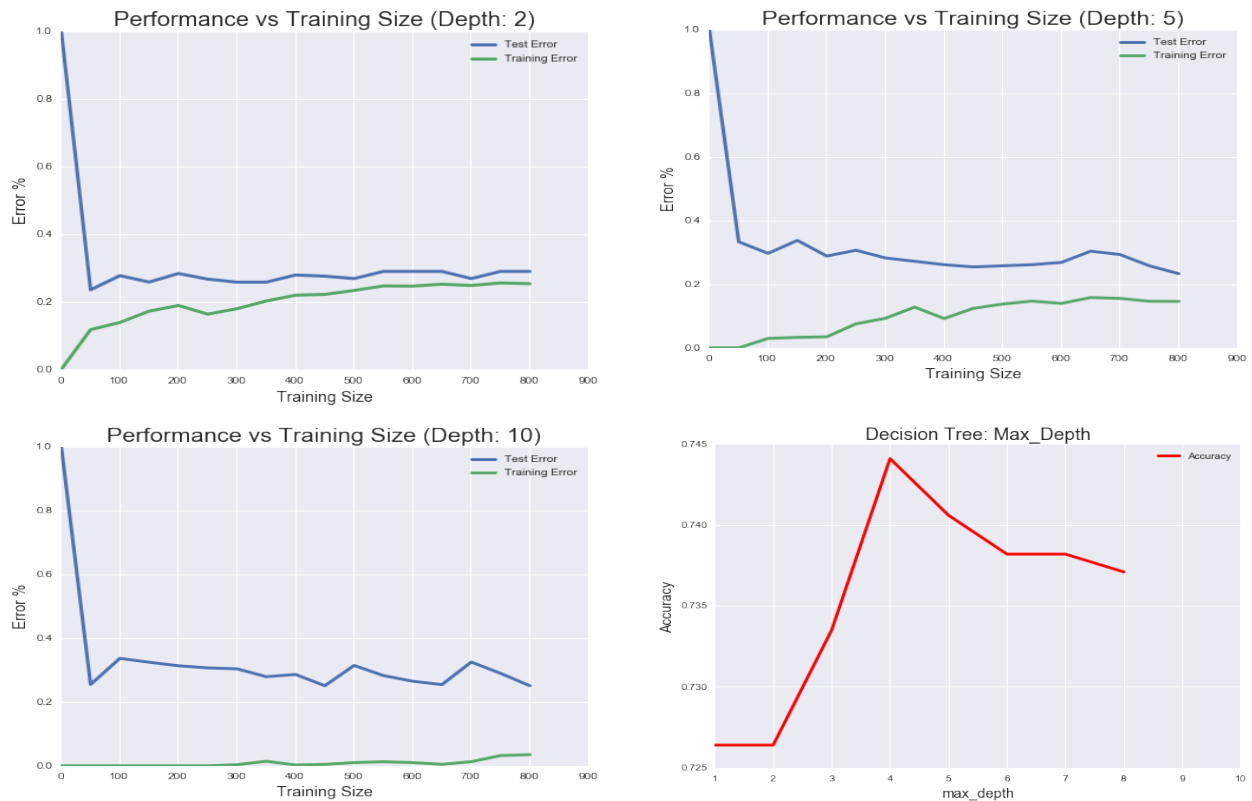 Performance vs Training Size (Depth: 2)
1.0
0.8
0.6
0.4
0.2
0.0
Error %
Test Error
Training Error
0 100 200 300 400 500 600 700 800 900
Training Size
Performance vs Training Size (Depth: 5)
1.0
0.8
0.6
0.4
0.2
0.0
Error %
Test Error
Training Error
0 100 200 300 400 500 600 700 800 900
Training Size
Performance vs Training Size (Depth: 10)
1.0
0.8
0.6
0.4
0.2
0.0
Error %
Test Error
Training Error
0 100 200 300 400 500 600 700 800 900
Training Size
Decision Tree: Max_Depth
0.745
0.740
0.735
0.730
0.725
Accuracy
Accuracy
1 2 3 4 5 6 7 8 9 10
max_depth